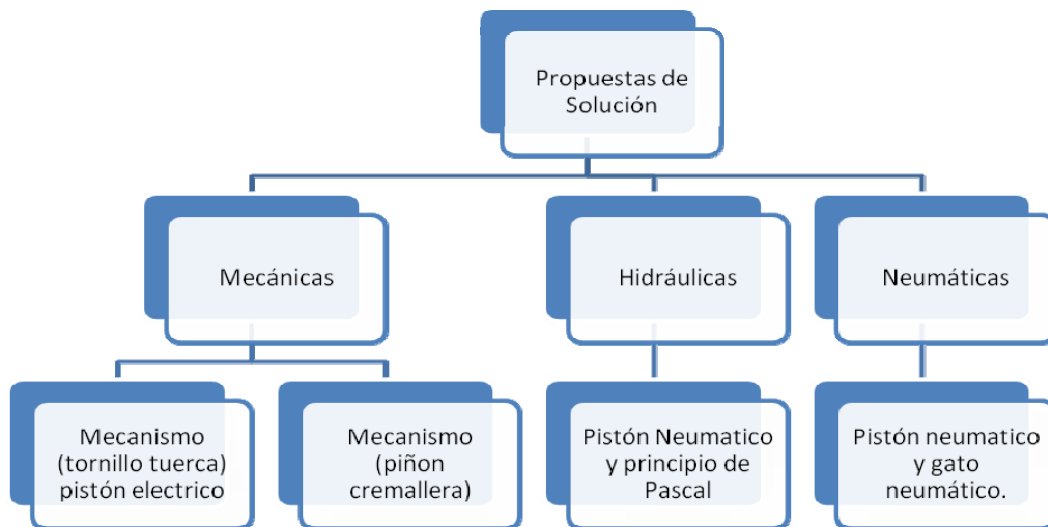 Propuestas de
Solución
Mecánicas
Hidráulicas
Neumáticas
Mecanismo
(tornillo tuerca)
pistón electrico
Mecanismo
(piñon
cremallera)
Pistón Neumatico
y principio de
Pascal
Pistón neumatico
y gato
neumático.